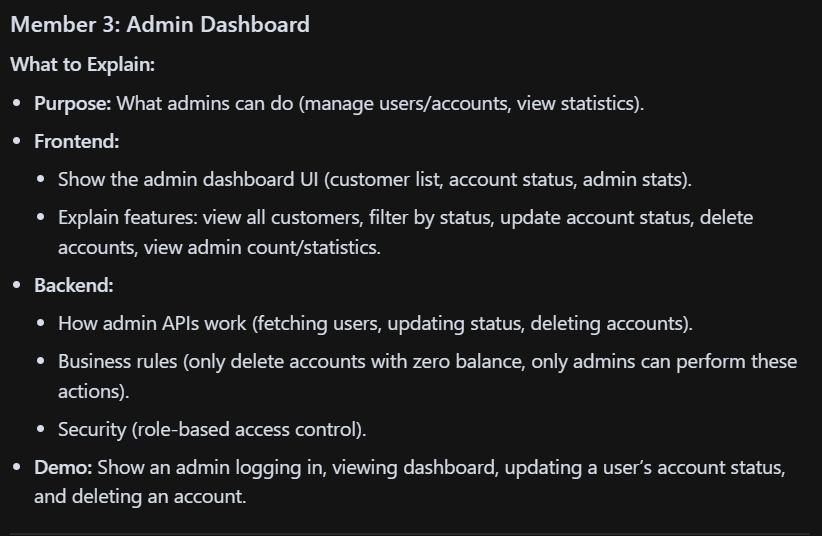 Member 3: Admin Dashboard
What to Explain:
• Purpose: What admins can do (manage users/accounts, view statistics).
• Frontend:
• Show the admin dashboard UI (customer list, account status, admin stats).
• Explain features: view all customers, filter by status, update account status, delete
accounts, view admin count/statistics.
• Backend:
• How admin APIs work (fetching users, updating status, deleting accounts).
• Business rules (only delete accounts with zero balance, only admins can perform these
actions).
• Security (role-based access control).
• Demo: Show an admin logging in, viewing dashboard, updating a user’s account status,
and deleting an account.